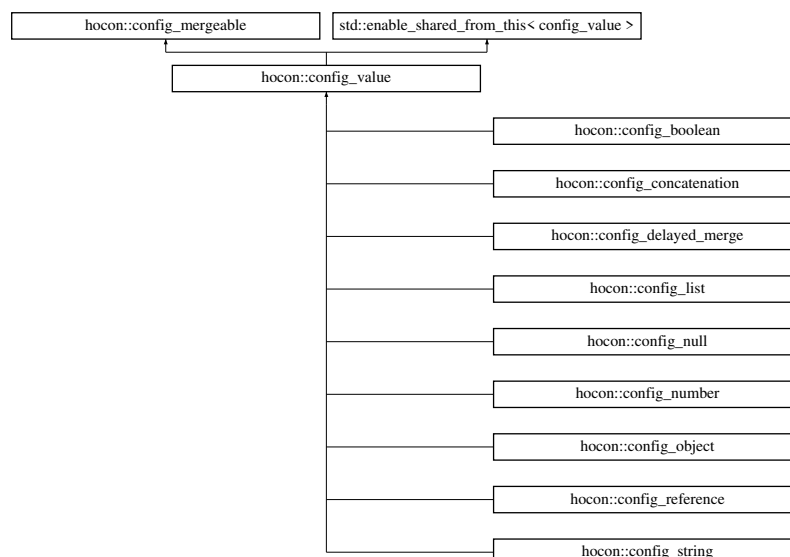 hocon::config_mergeable
std::enable_shared_from_this< config_value >
hocon::config_value
hocon::config_boolean
hocon::config_concatenation
hocon::config_delayed_merge
hocon::config_list
hocon::config_null
hocon::config_number
hocon::config_object
hocon::config_reference
hocon::config_string